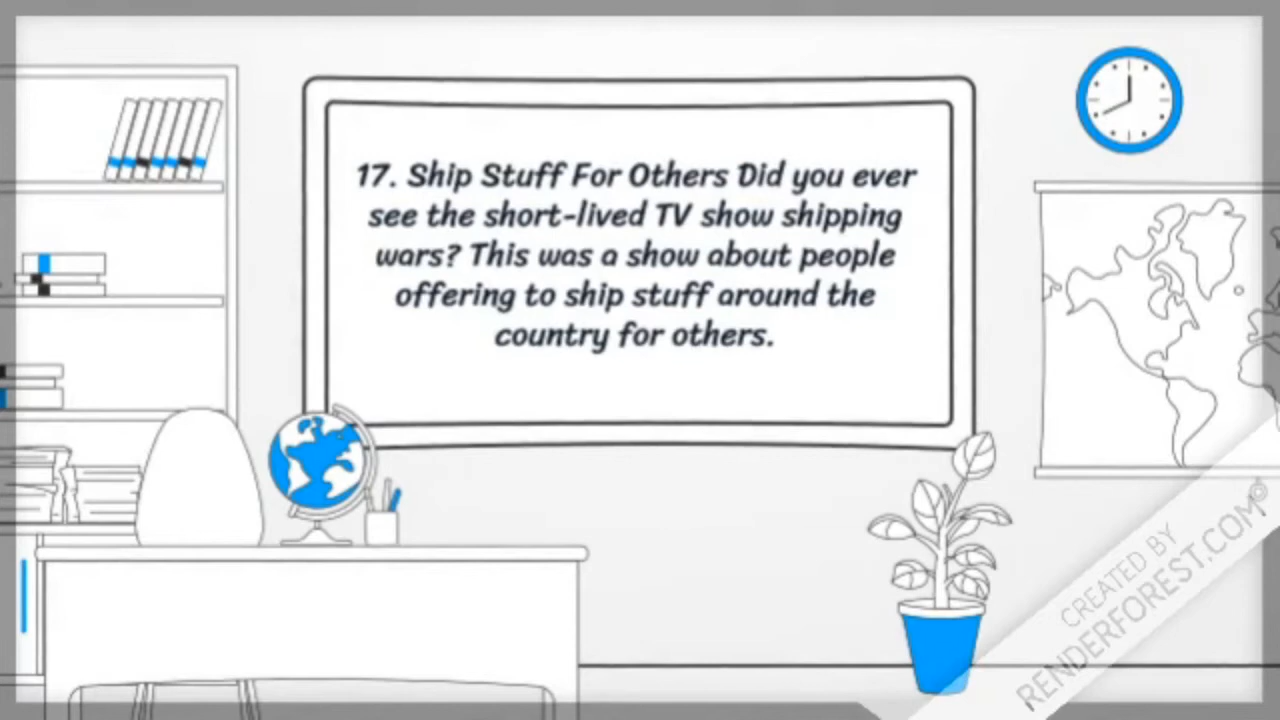 17. Ship Stuff For Others Did you ever
see the short-lived TV show shipping
wars? This was a show about people
offering to ship stuff around the
country for others.
CREATED BY
RENDERFOREST.COM©